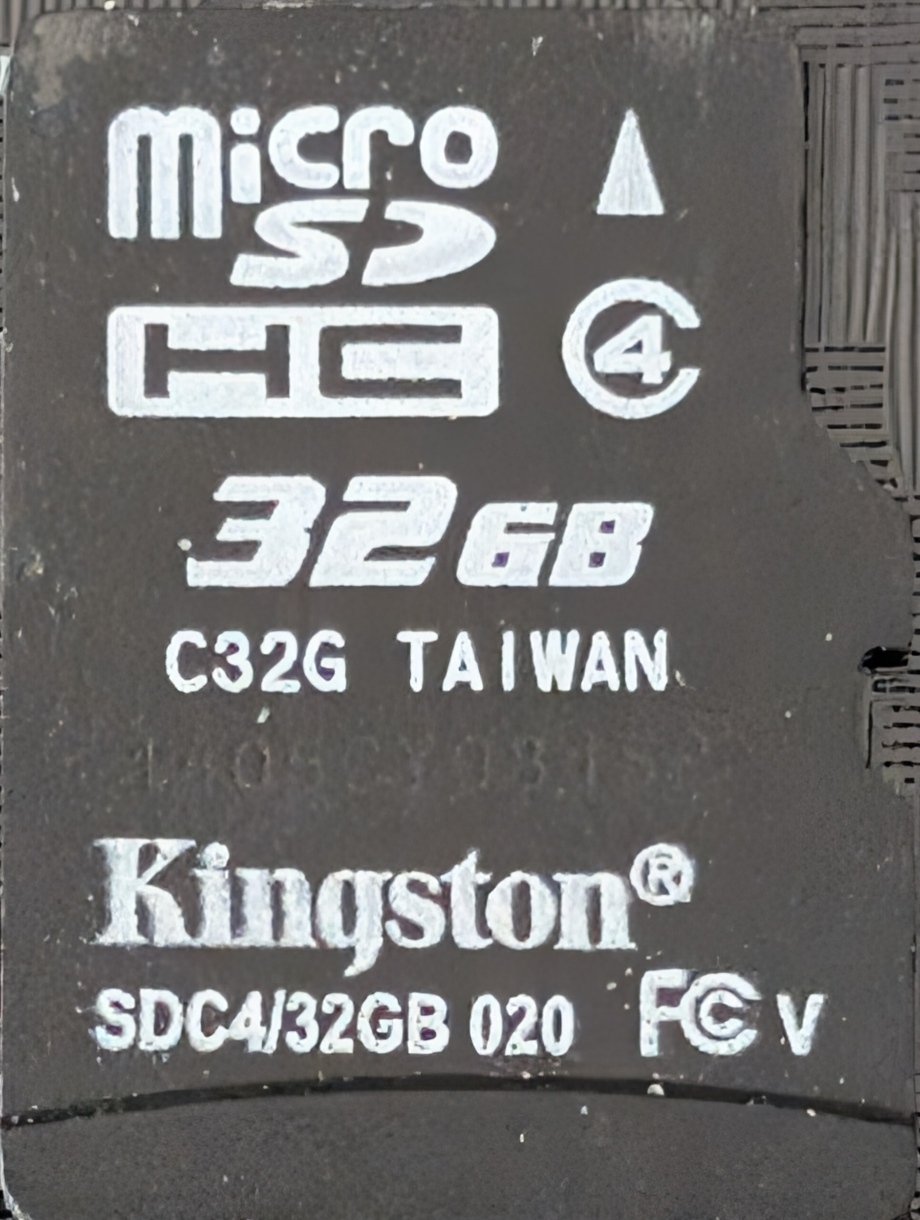 micro
SD
HC 4
32GB
C32G TAIWAN
Kingston®
SDC4/32GB 020 FC V